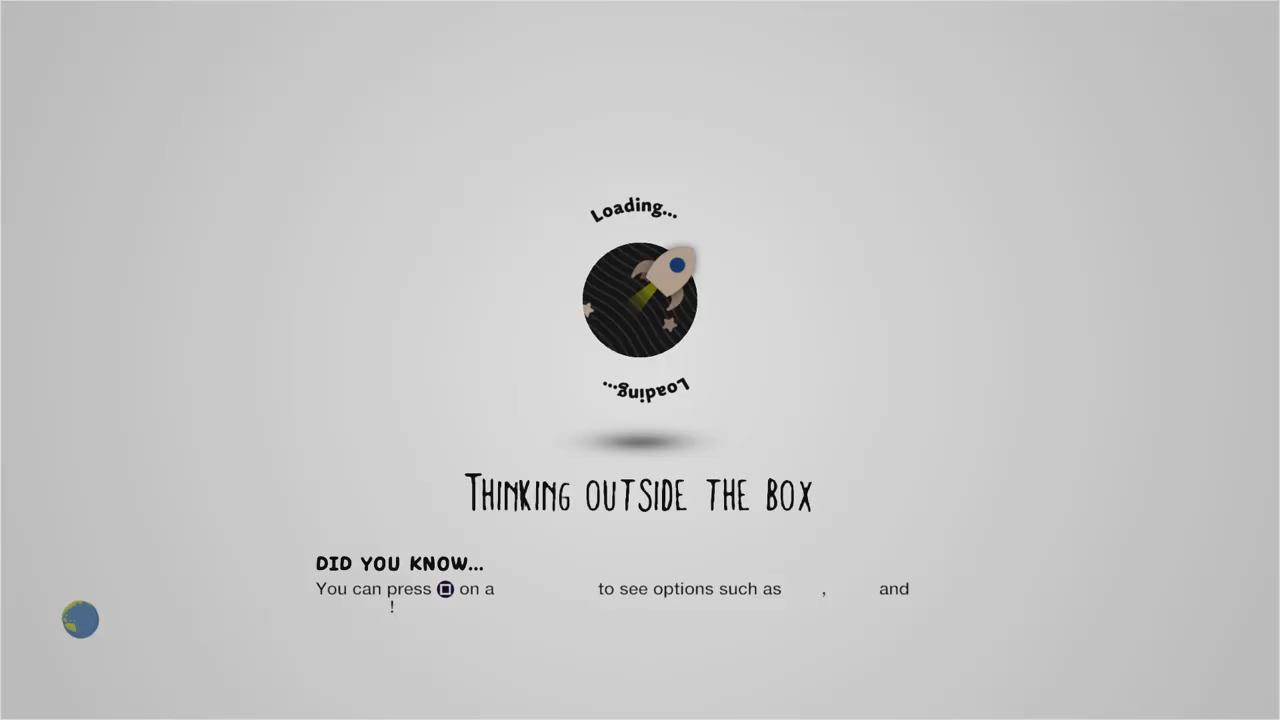 Loading...
Loading...
Thinking outside the box
DID YOU KNOW...
You can press on a to see options such as , and
!